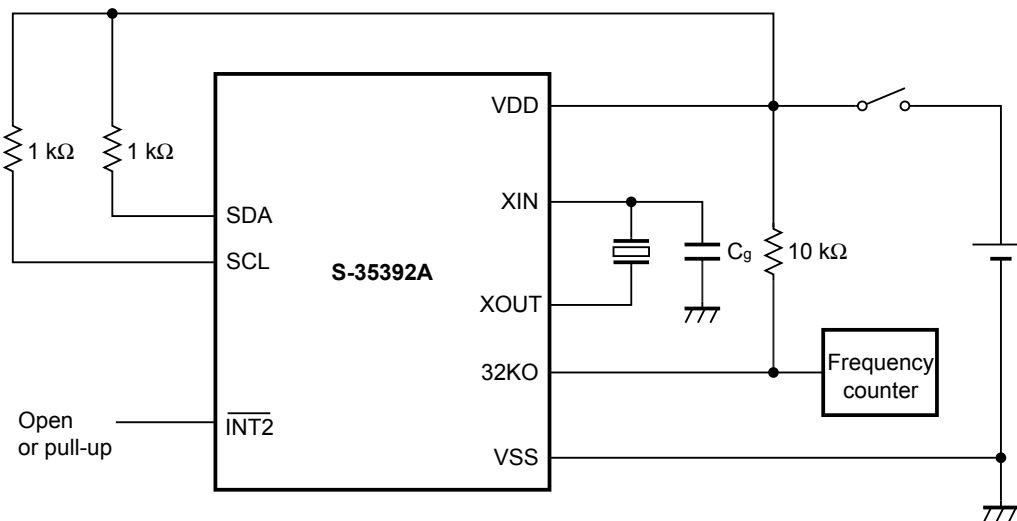 VDD
1 kΩ
1 kΩ
XIN
SDA
SCL
S-35392A
Cg
10 kΩ
XOUT
32KO
Frequency
counter
Open
or pull-up
INT2
VSS